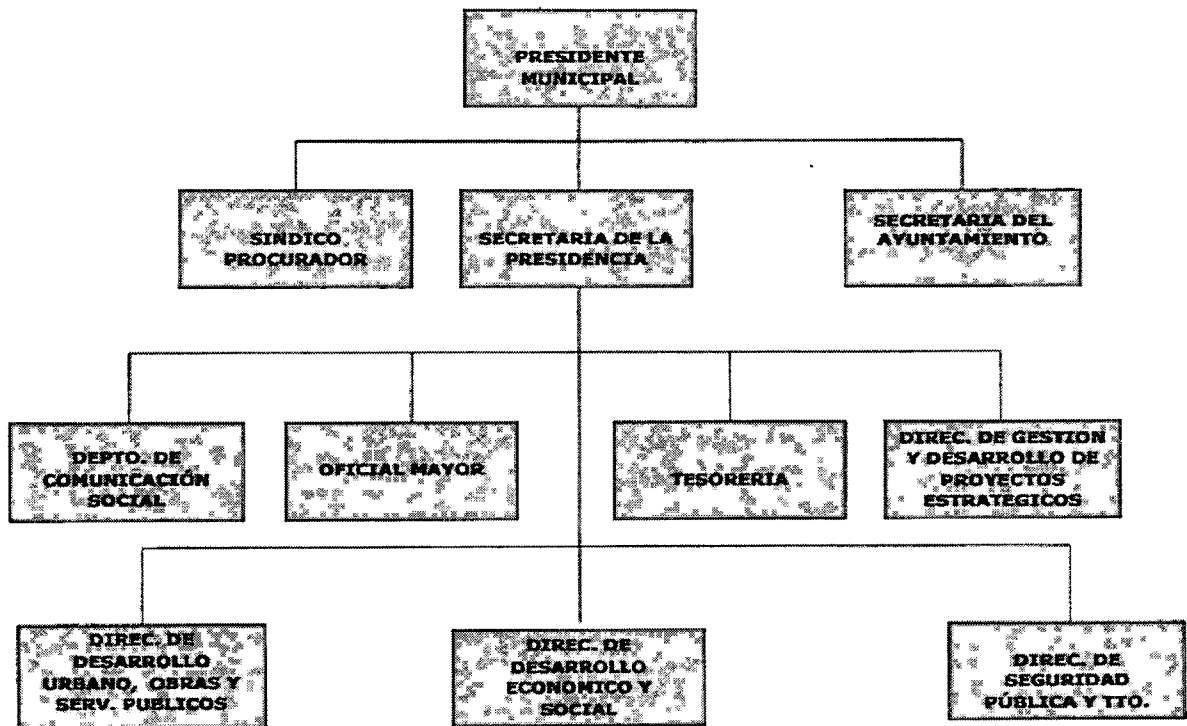 PRESIDENTE
MUNICIPAL
SINDICO
PROCURADOR
SECRETARÍA DE LA
PRESIDENCIA
SECRETARIA DEL
AYUNTAMIENTO
DEPTO. DE
COMUNICACIÓN
SOCIAL
OFICIAL MAYOR
TESORERIA
DIREC. DE GESTION
Y DESARROLLO DE
PROYECTOS
ESTRATEGICOS
DIREC. DE
DESARROLLO
URBANO, OBRAS Y
SERV. PUBLICOS
DIREC. DE
DESARROLLO
ECONOMICO Y
SOCIAL
DIREC. DE
SEGURIDAD
PÚBLICA Y TTO.